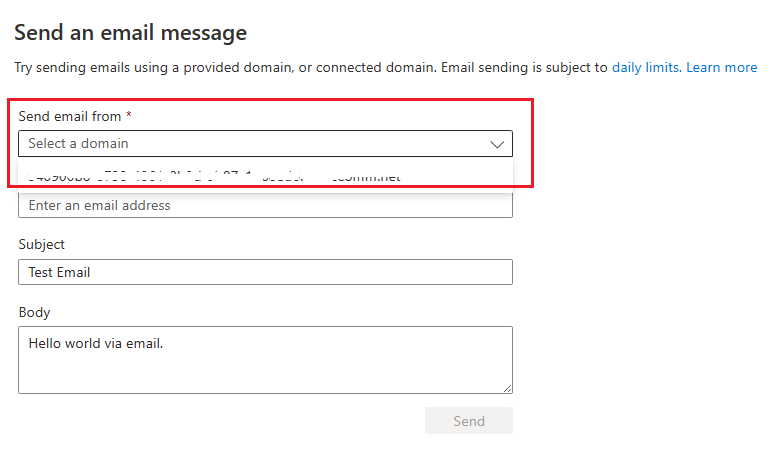 Send an email message
Try sending emails using a provided domain, or connected domain. Email sending is subject to daily limits. Learn more
Send email from *
Select a domain
Enter an email address
Subject
Test Email
Body
Hello world via email.
Send